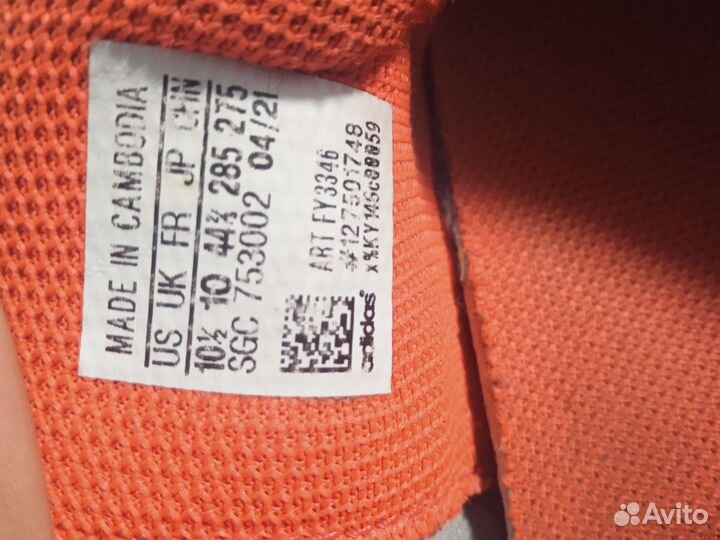 MADE IN CAMBODIA
US UK FR JP CHN
10½ 10 44⅔ 285 275
SGC 753002 04/21
ART FY3346
#127501748
adidas
Avito